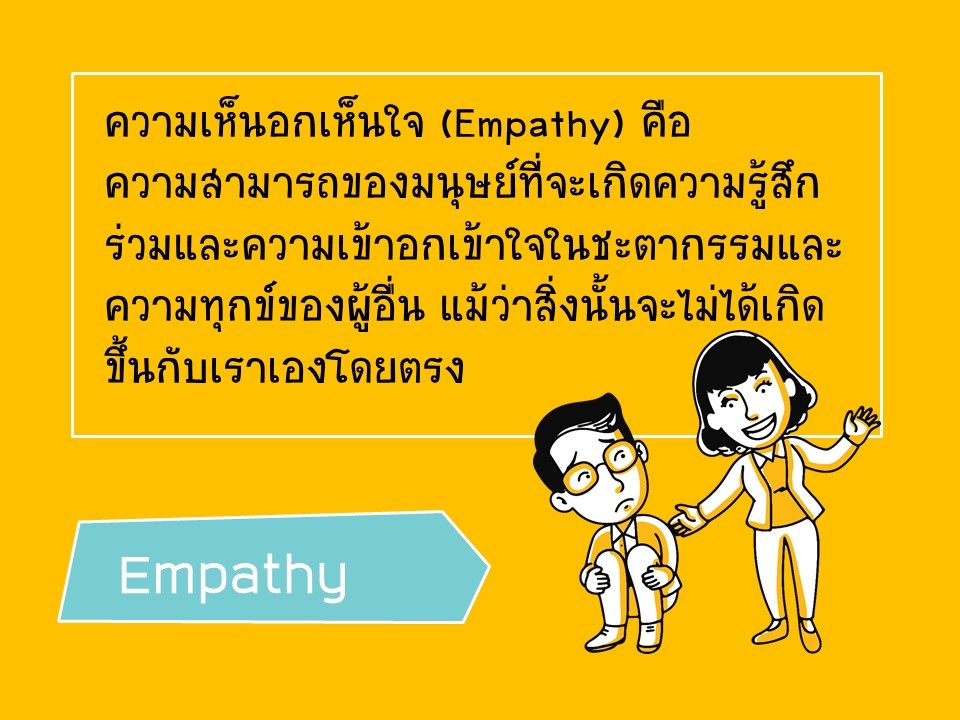 ความเห็นอกเห็นใจ (Empathy) คือ
ความสามารถของมนุษย์ที่จะเกิดความรู้สึก
ร่วมและความเข้าอกเข้าใจในชะตากรรมและ
ความทุกข์ของผู้อื่น แม้ว่าสิ่งนั้นจะไม่ได้เกิด
ขึ้นกับเราเองโดยตรง
Empathy